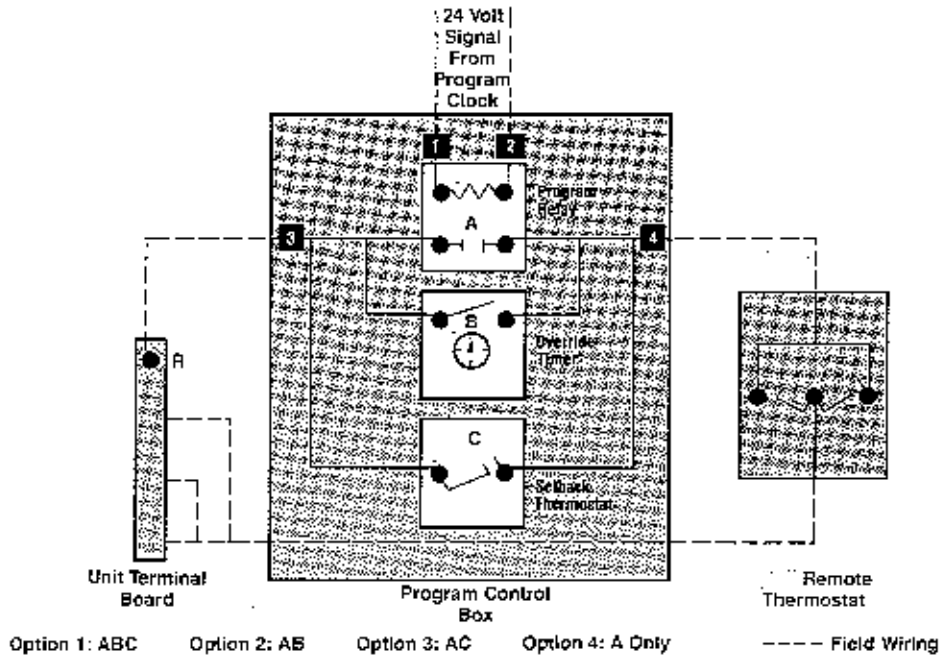 24 Volt
Signal
From
Program
Clock
1 2
Program
Relay
A
3 4
B
Override
Timer
R
C
Setback
Thermostat
Unit Terminal
Board
Program Control
Box
Remote
Thermostat
Option 1: ABC Option 2: AB Option 3: AC Option 4: A Only Field Wiring